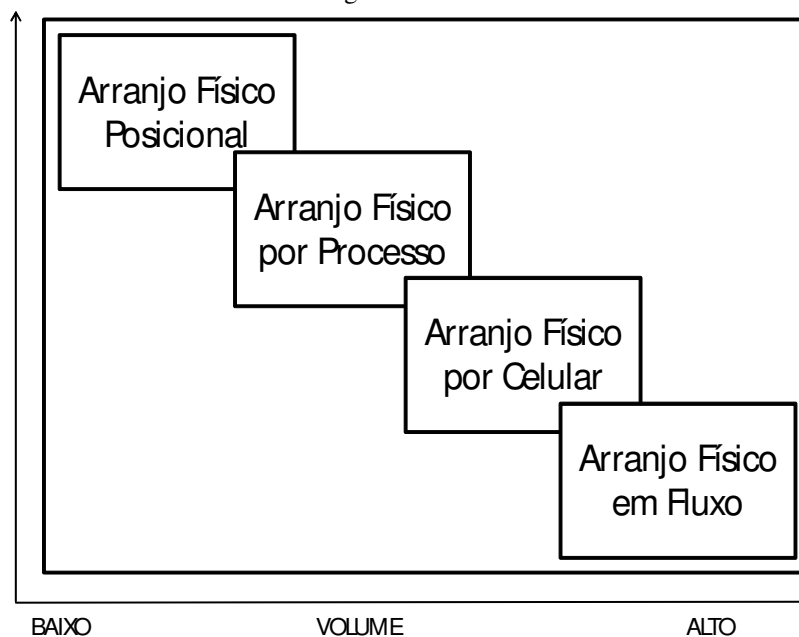 Arranjo Físico
Posicional
Arranjo Físico
por Processo
Arranjo Físico
por Celular
Arranjo Físico
em Fluxo
BAIXO VOLUME ALTO